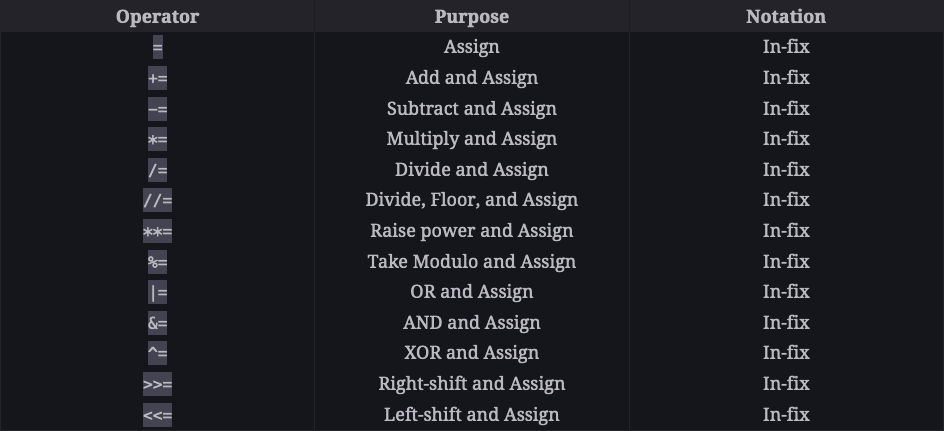 Operator Purpose Notation
= Assign In-fix
+= Add and Assign In-fix
−= Subtract and Assign In-fix
*= Multiply and Assign In-fix
/= Divide and Assign In-fix
//= Divide, Floor, and Assign In-fix
**= Raise power and Assign In-fix
%= Take Modulo and Assign In-fix
|= OR and Assign In-fix
&= AND and Assign In-fix
^= XOR and Assign In-fix
>>= Right-shift and Assign In-fix
<<= Left-shift and Assign In-fix